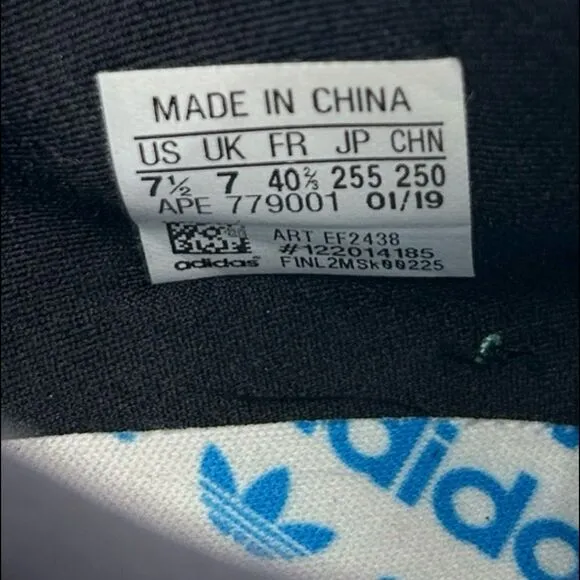 MADE IN CHINA
US UK FR JP CHN
7½ 7 40⅔ 255 250
APE 779001 01/19
ART EF2438
#122014185
adidas F1NL2MSk00225
adidas